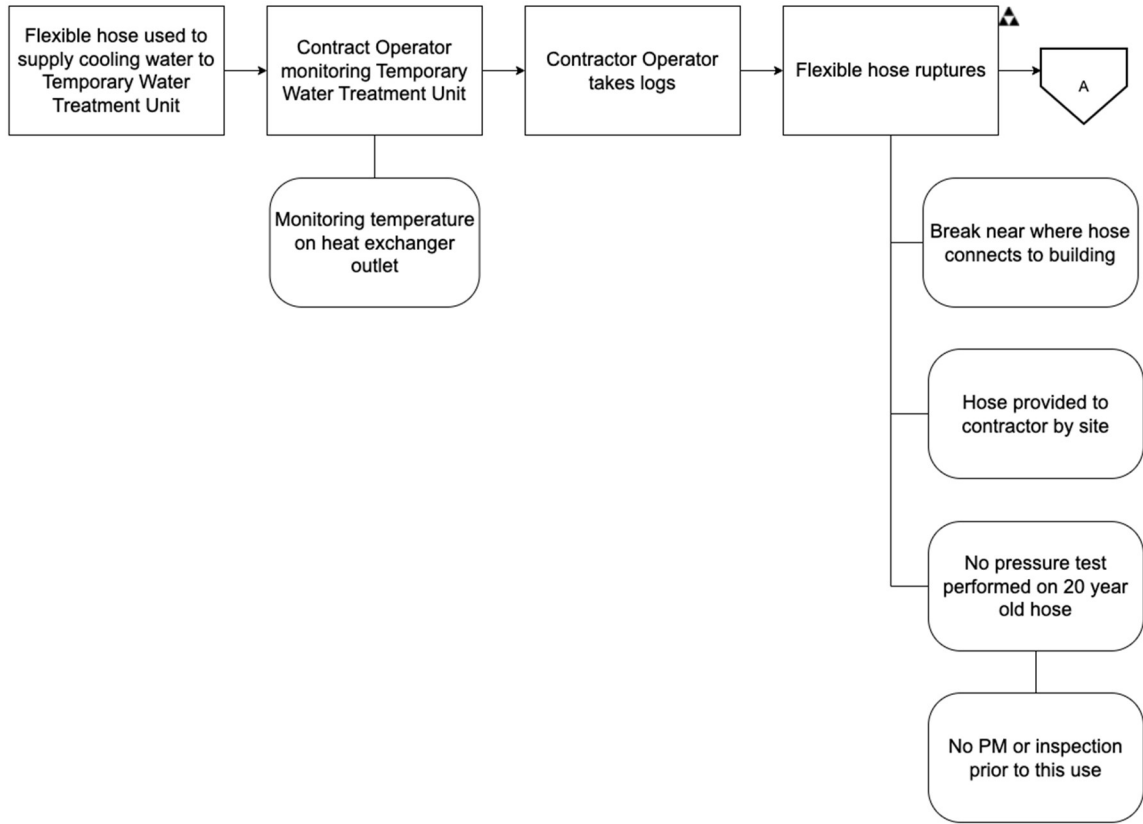 Flexible hose used to
supply cooling water to
Temporary Water
Treatment Unit
Contract Operator
monitoring Temporary
Water Treatment Unit
Contractor Operator
takes logs
Flexible hose ruptures
A
Monitoring temperature
on heat exchanger
outlet
Break near where hose
connects to building
Hose provided to
contractor by site
No pressure test
performed on 20 year
old hose
No PM or inspection
prior to this use